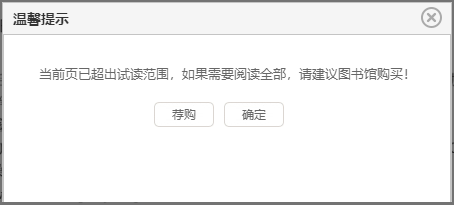 温馨提示
当前页已超出试读范围，如果需要阅读全部，请建议图书馆购买！
荐购
确定